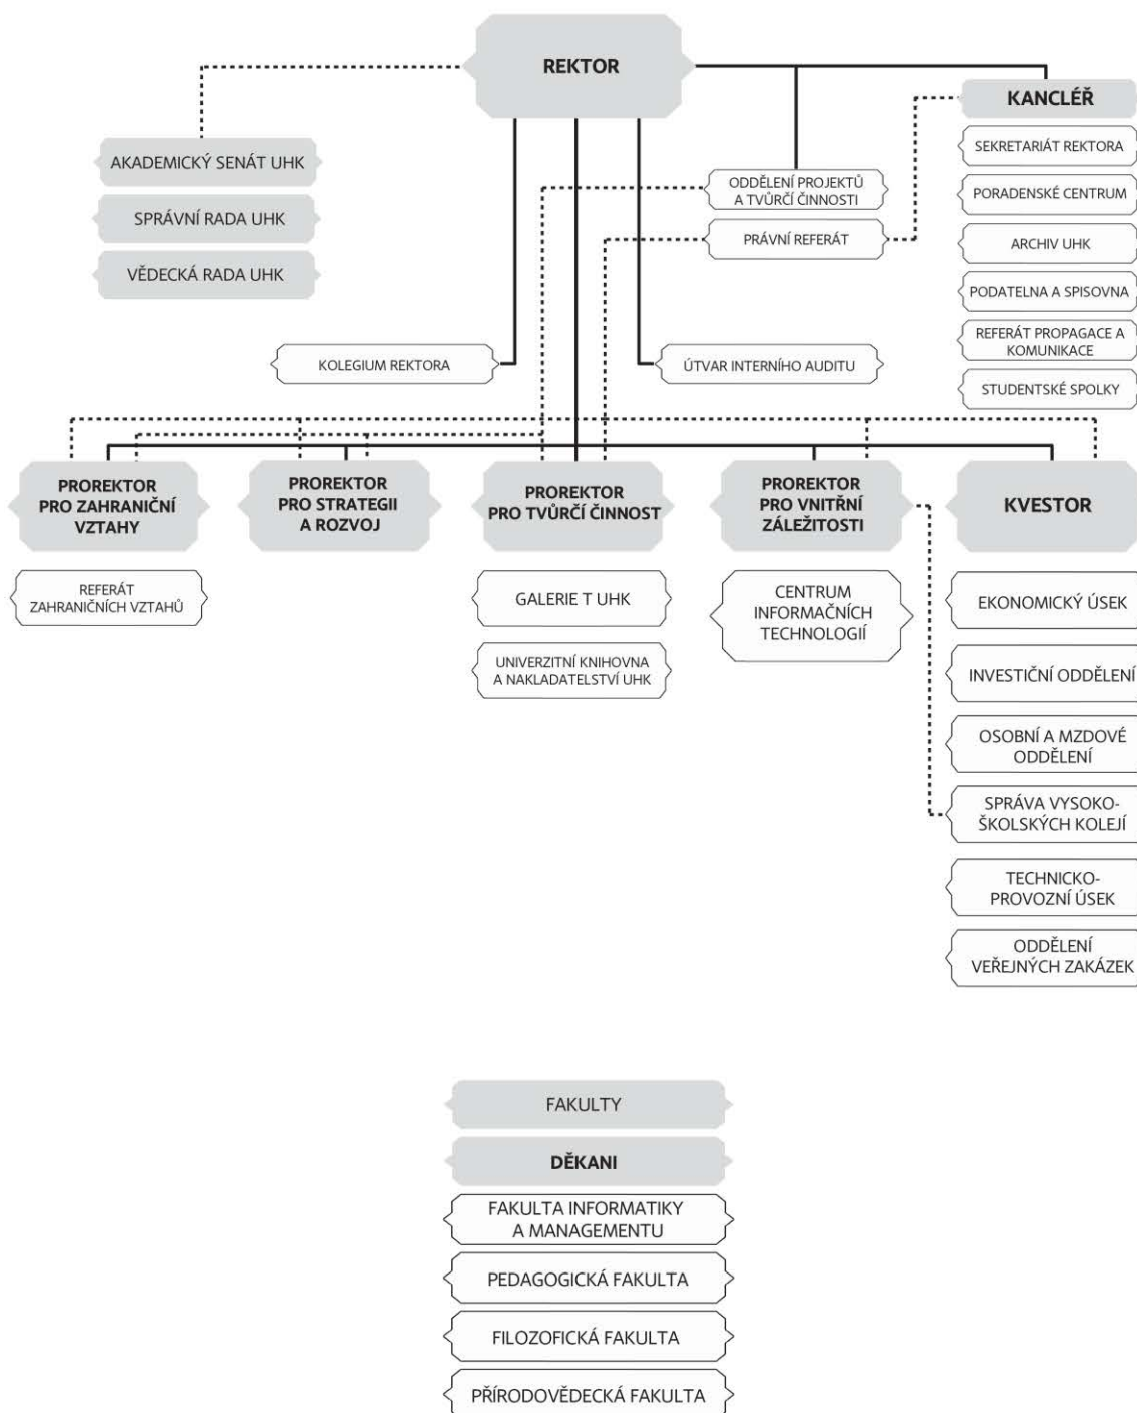 REKTOR
KANCLÉŘ
SEKRETARIÁT REKTORA
PORADENSKÉ CENTRUM
ARCHIV UHK
PODATELNA A SPISOVNA
REFERÁT PROPAGACE A
KOMUNIKACE
STUDENTSKÉ SPOLKY
AKADEMICKÝ SENÁT UHK
SPRÁVNÍ RADA UHK
VĚDECKÁ RADA UHK
ODDĚLENÍ PROJEKTŮ
A TVŮRČÍ ČINNOSTI
PRÁVNÍ REFERÁT
KOLEGIUM REKTORA
ÚTVAR INTERNÍHO AUDITU
PROREKTOR
PRO ZAHRANIČNÍ
VZTAHY
REFERÁT
ZAHRANIČNÍCH VZTAHŮ
PROREKTOR
PRO STRATEGII
A ROZVOJ
PROREKTOR
PRO TVŮRČÍ ČINNOST
GALERIE T UHK
UNIVERZITNÍ KNIHOVNA
A NAKLADATELSTVÍ UHK
PROREKTOR
PRO VNITŘNÍ
ZÁLEŽITOSTI
CENTRUM
INFORMAČNÍCH
TECHNOLOGIÍ
KVESTOR
EKONOMICKÝ ÚSEK
INVESTIČNÍ ODDĚLENÍ
OSOBNÍ A MZDOVÉ
ODDĚLENÍ
SPRÁVA VYSOKO-
ŠKOLSKÝCH KOLEJÍ
TECHNICKO-
PROVOZNÍ ÚSEK
ODDĚLENÍ
VEŘEJNÝCH ZAKÁZEK
FAKULTY
DĚKANI
FAKULTA INFORMATIKY
A MANAGEMENTU
PEDAGOGICKÁ FAKULTA
FILOZOFICKÁ FAKULTA
PŘÍRODOVĚDECKÁ FAKULTA